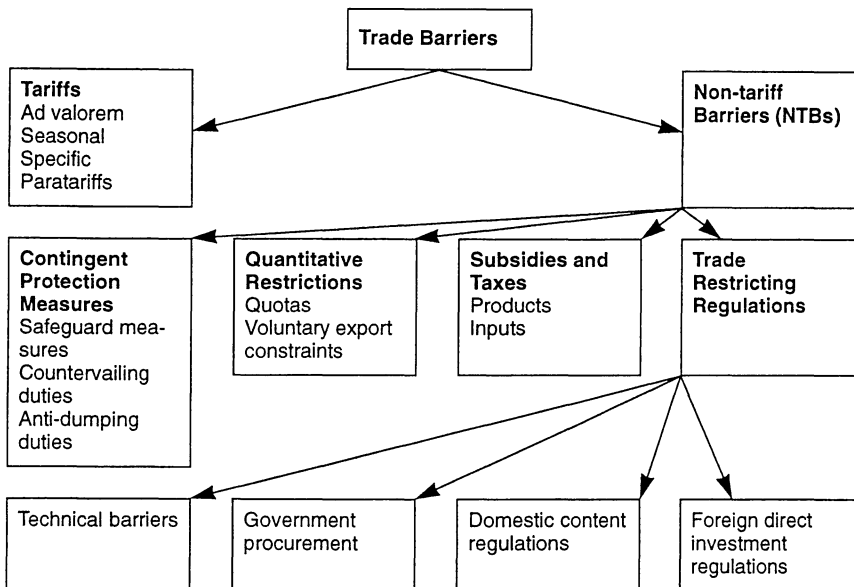 Trade Barriers
Tariffs
Ad valorem
Seasonal
Specific
Paratariffs
Non-tariff
Barriers (NTBs)
Contingent
Protection
Measures
Safeguard mea-
sures
Countervailing
duties
Anti-dumping
duties
Quantitative
Restrictions
Quotas
Voluntary export
constraints
Subsidies and
Taxes
Products
Inputs
Trade
Restricting
Regulations
Technical barriers
Government
procurement
Domestic content
regulations
Foreign direct
investment
regulations